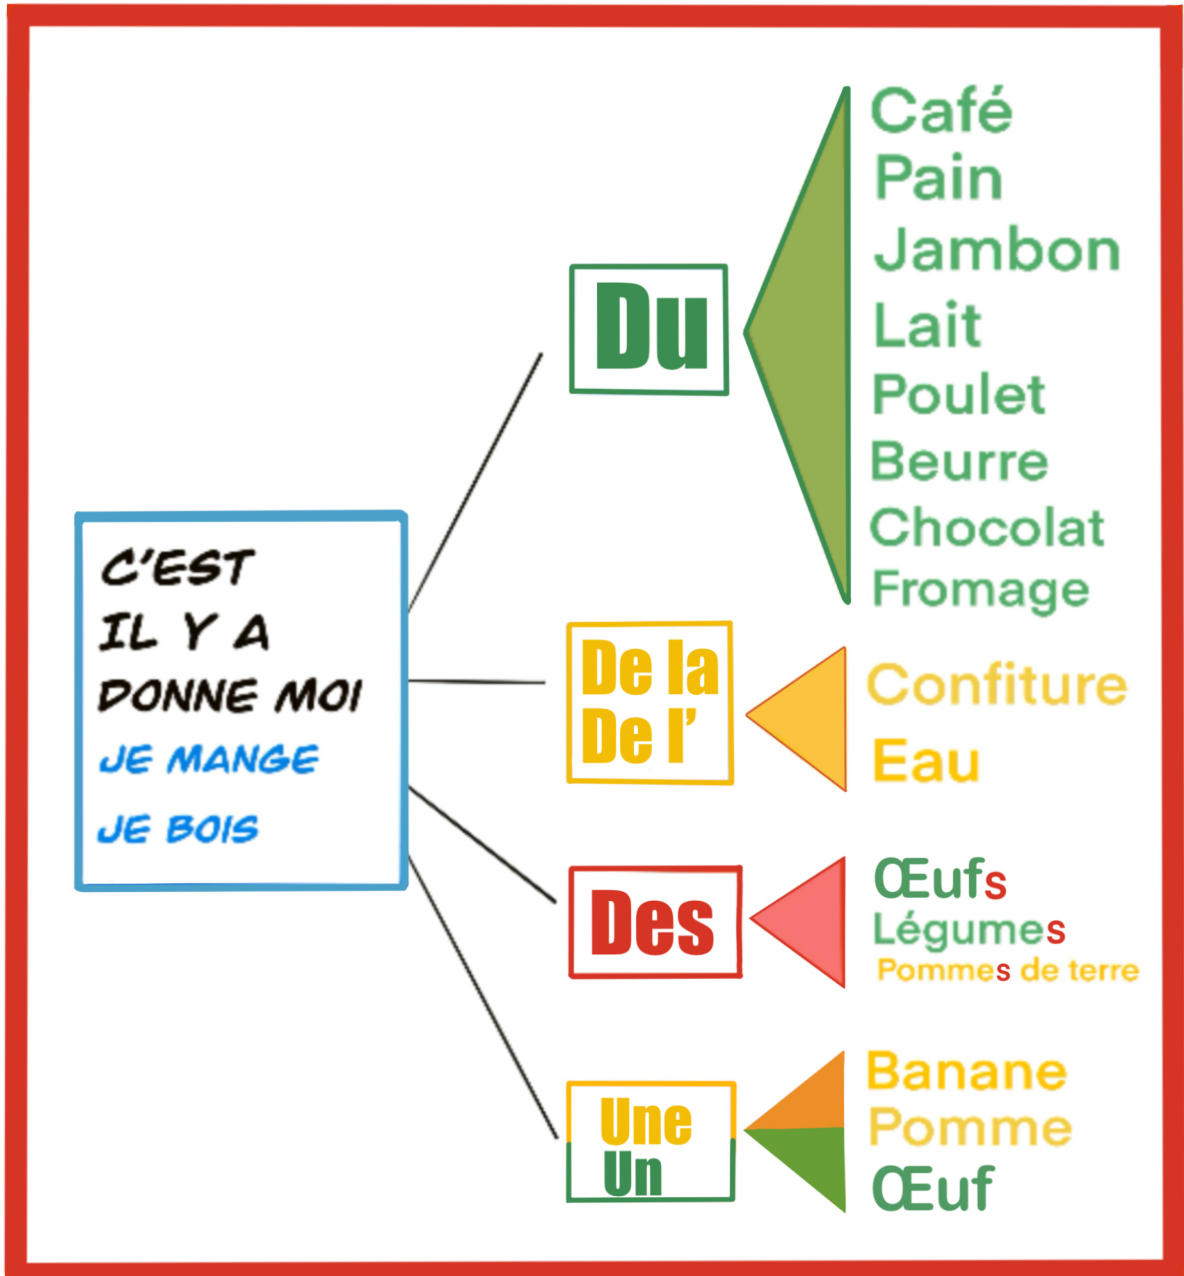 C'EST
IL Y A
DONNE MOI
JE MANGE
JE BOIS
Du
Café
Pain
Jambon
Lait
Poulet
Beurre
Chocolat
Fromage
De la
De l'
Confiture
Eau
Des
Œufs
Légumes
Pommes de terre
Une
Un
Banane
Pomme
Œuf